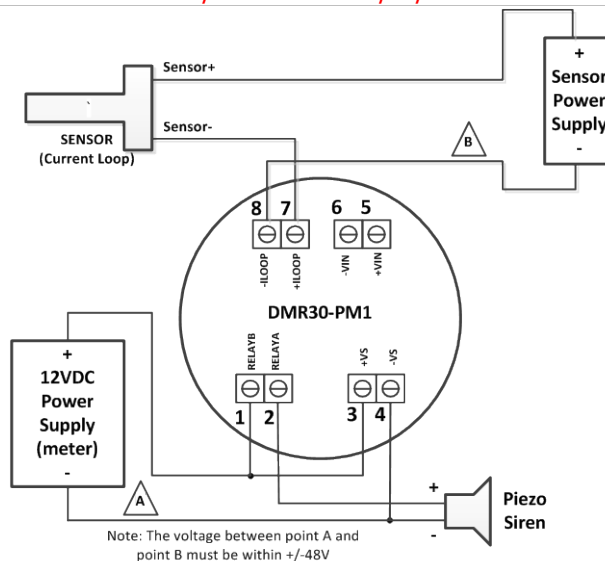 Sensor+
+
Sensor
Power
Supply
-
SENSOR
(Current Loop)
Sensor-
B
8 7 6 5
-ILOOP
+ILOOP
-VIN
+VIN
DMR30-PM1
RELAYB
RELAYA
+VS
-VS
1 2 3 4
+
12VDC
Power
Supply
(meter)
-
A
+
-
Piezo
Siren
Note: The voltage between point A and
point B must be within +/-48V